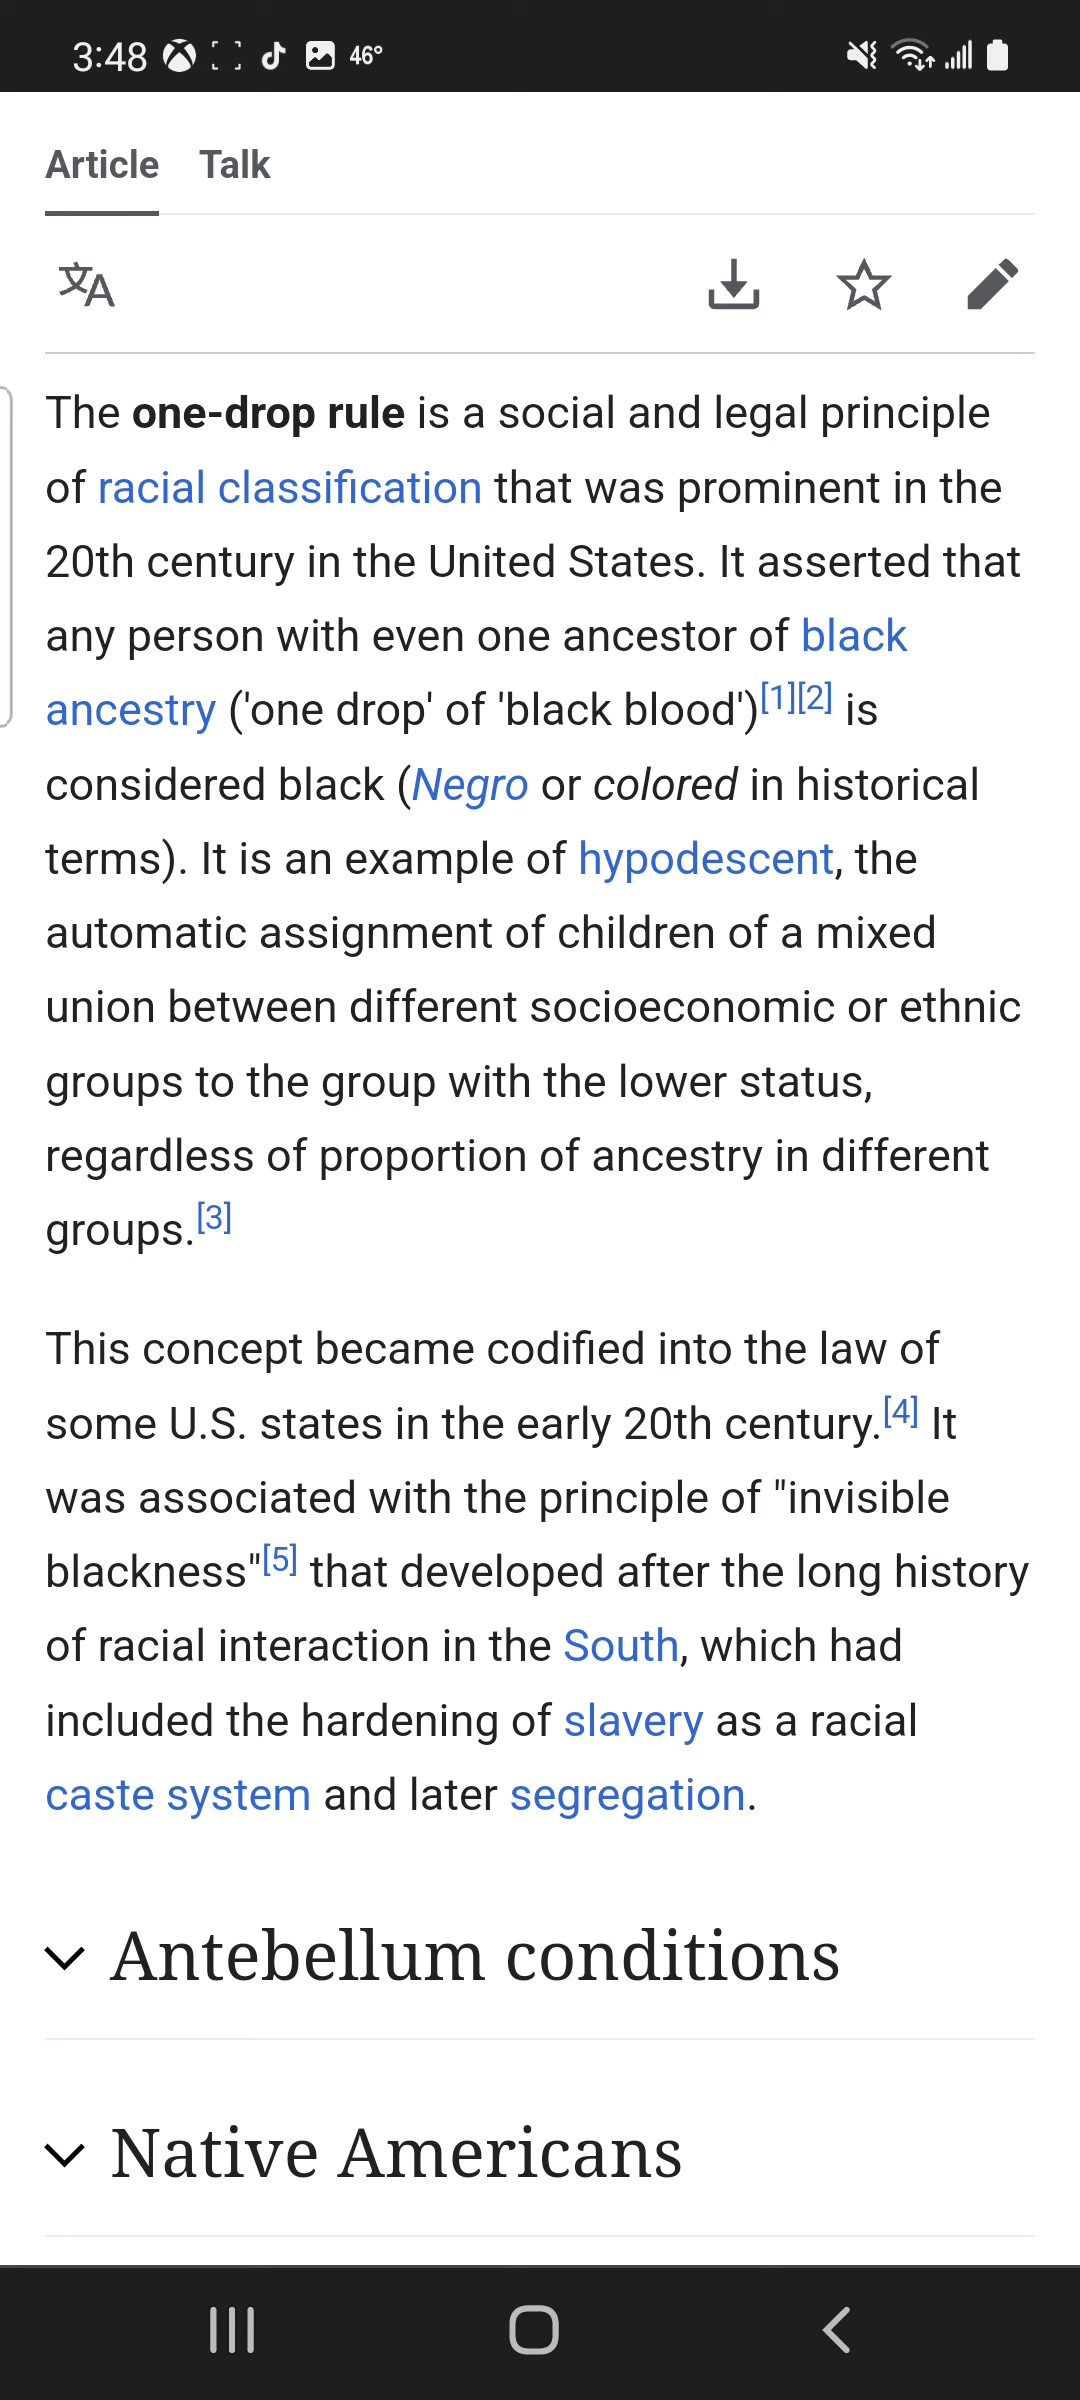 3:48 46°
Article Talk
The one-drop rule is a social and legal principle
of racial classification that was prominent in the
20th century in the United States. It asserted that
any person with even one ancestor of black
ancestry ('one drop' of 'black blood')[1][2] is
considered black (Negro or colored in historical
terms). It is an example of hypodescent, the
automatic assignment of children of a mixed
union between different socioeconomic or ethnic
groups to the group with the lower status,
regardless of proportion of ancestry in different
groups.[3]
This concept became codified into the law of
some U.S. states in the early 20th century.[4] It
was associated with the principle of "invisible
blackness"[5] that developed after the long history
of racial interaction in the South, which had
included the hardening of slavery as a racial
caste system and later segregation.
Antebellum conditions
Native Americans